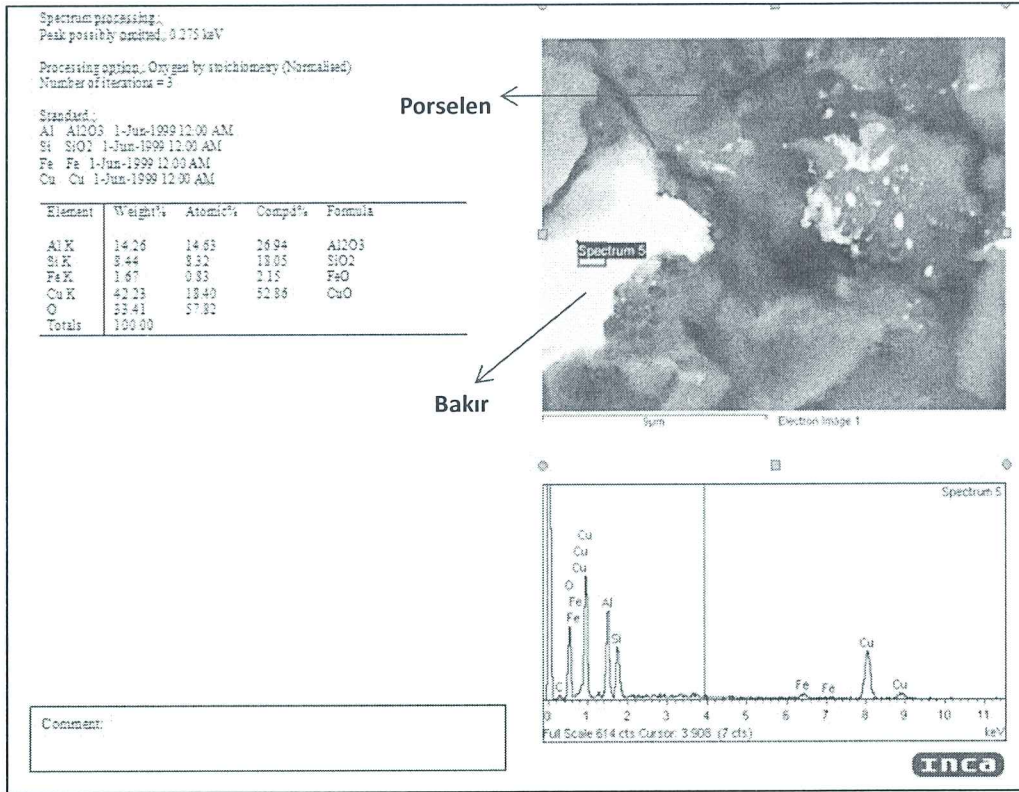 Spectrum processing :
Peak possibly omitted : 0.275 keV
Processing option : Oxygen by stoichiometry (Normalised)
Number of iterations = 3
Standard :
Al Al2O3 1-Jun-1999 12:00 AM
Si SiO2 1-Jun-1999 12:00 AM
Fe Fe 1-Jun-1999 12:00 AM
Cu Cu 1-Jun-1999 12:00 AM
Element Weight% Atomic% Compd% Formula
Al K 14.26 14.63 26.94 Al2O3
Si K 8.44 8.32 18.05 SiO2
Fe K 1.67 0.83 2.15 FeO
Cu K 42.23 18.40 52.86 CuO
O 33.41 57.82
Totals 100.00
Porselen
Spectrum 5
Bakır
9µm Electron Image 1
Spectrum 5
Cu
Cu
Cu
O
Fe
Fe
C
Al
Si
Fe
Fe
Cu
Cu
0 1 2 3 4 5 6 7 8 9 10 11
Full Scale 614 cts Cursor: 3.908 (7 cts) keV
Comment:
inca